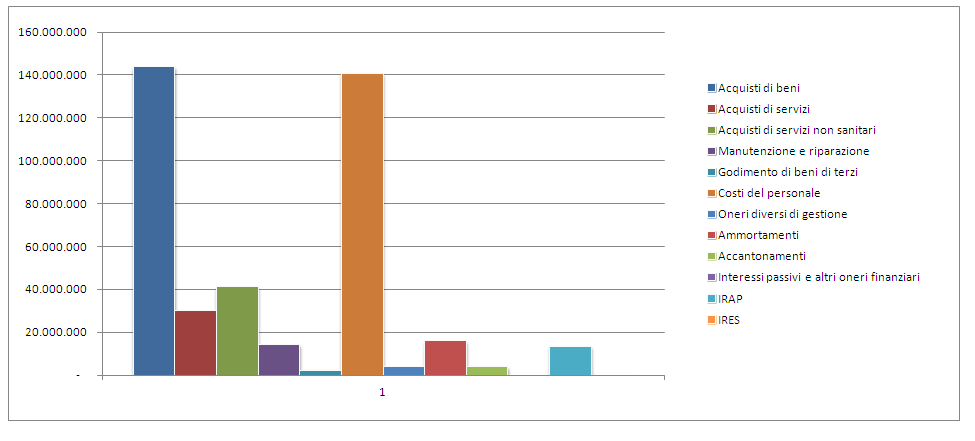 160.000.000
140.000.000
120.000.000
100.000.000
80.000.000
60.000.000
40.000.000
20.000.000
-
1
Acquisti di beni
Acquisti di servizi
Acquisti di servizi non sanitari
Manutenzione e riparazione
Godimento di beni di terzi
Costi del personale
Oneri diversi di gestione
Ammortamenti
Accantonamenti
Interessi passivi e altri oneri finanziari
IRAP
IRES